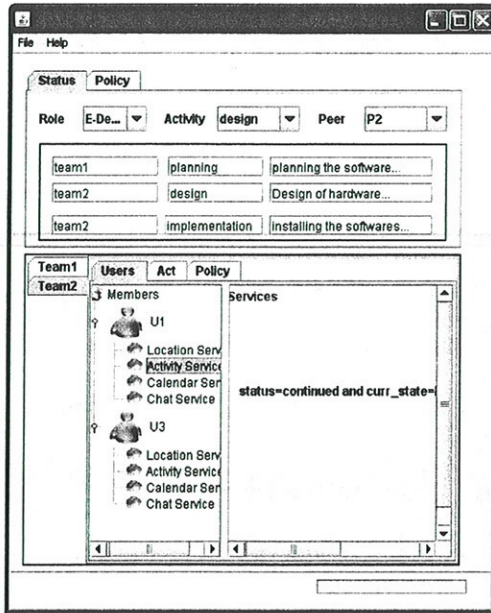 File Help
Status Policy
Role E-De... Activity design Peer P2
team1 planning planning the software...
team2 design Design of hardware...
team2 implementation installing the softwares...
Team1 Users Act Policy
Team2
Members
U1
Location Serv
Activity Service
Calendar Ser
Chat Service
U3
Location Serv
Activity Service
Calendar Ser
Chat Service
Services
status=continued and curr_state=